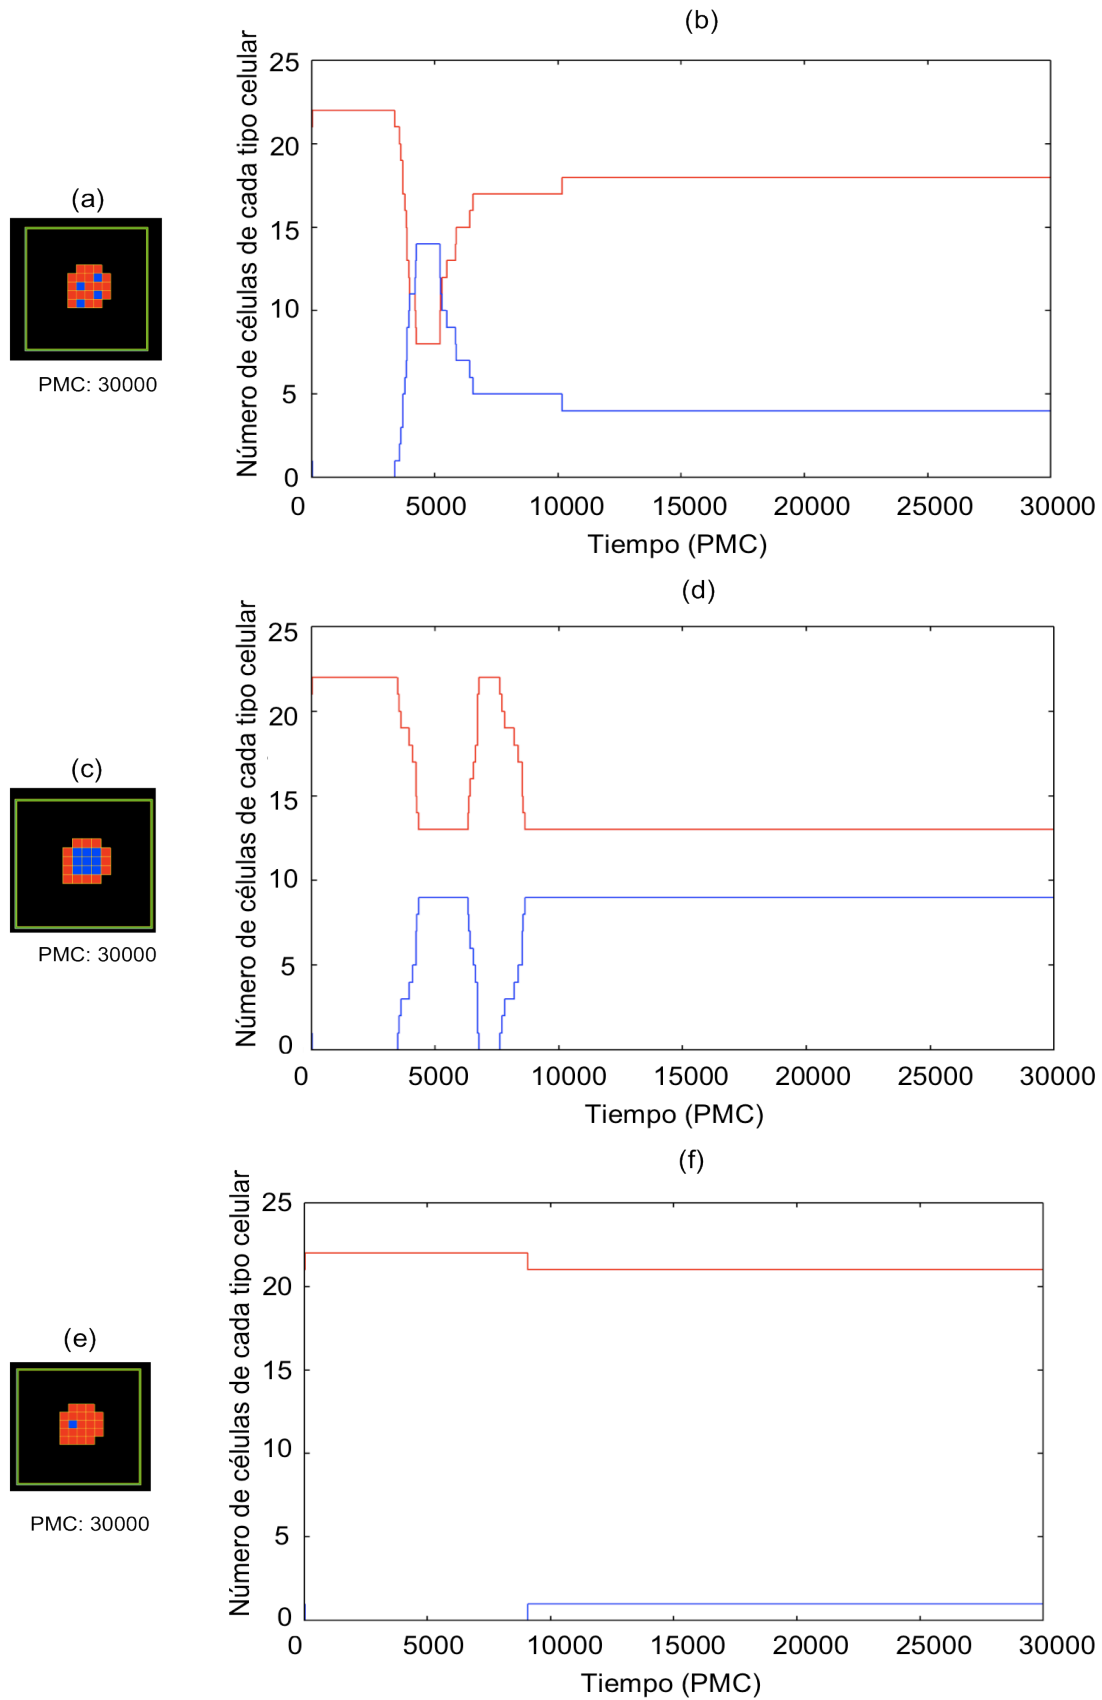 (b)
Número de células de cada tipo celular
25
20
15
10
5
0
0 5000 10000 15000 20000 25000 30000
Tiempo (PMC)
(a)
PMC: 30000
(d)
Número de células de cada tipo celular
25
20
15
10
5
0
0 5000 10000 15000 20000 25000 30000
Tiempo (PMC)
(c)
PMC: 30000
(f)
Número de células de cada tipo celular
25
20
15
10
5
0
0 5000 10000 15000 20000 25000 30000
Tiempo (PMC)
(e)
PMC: 30000